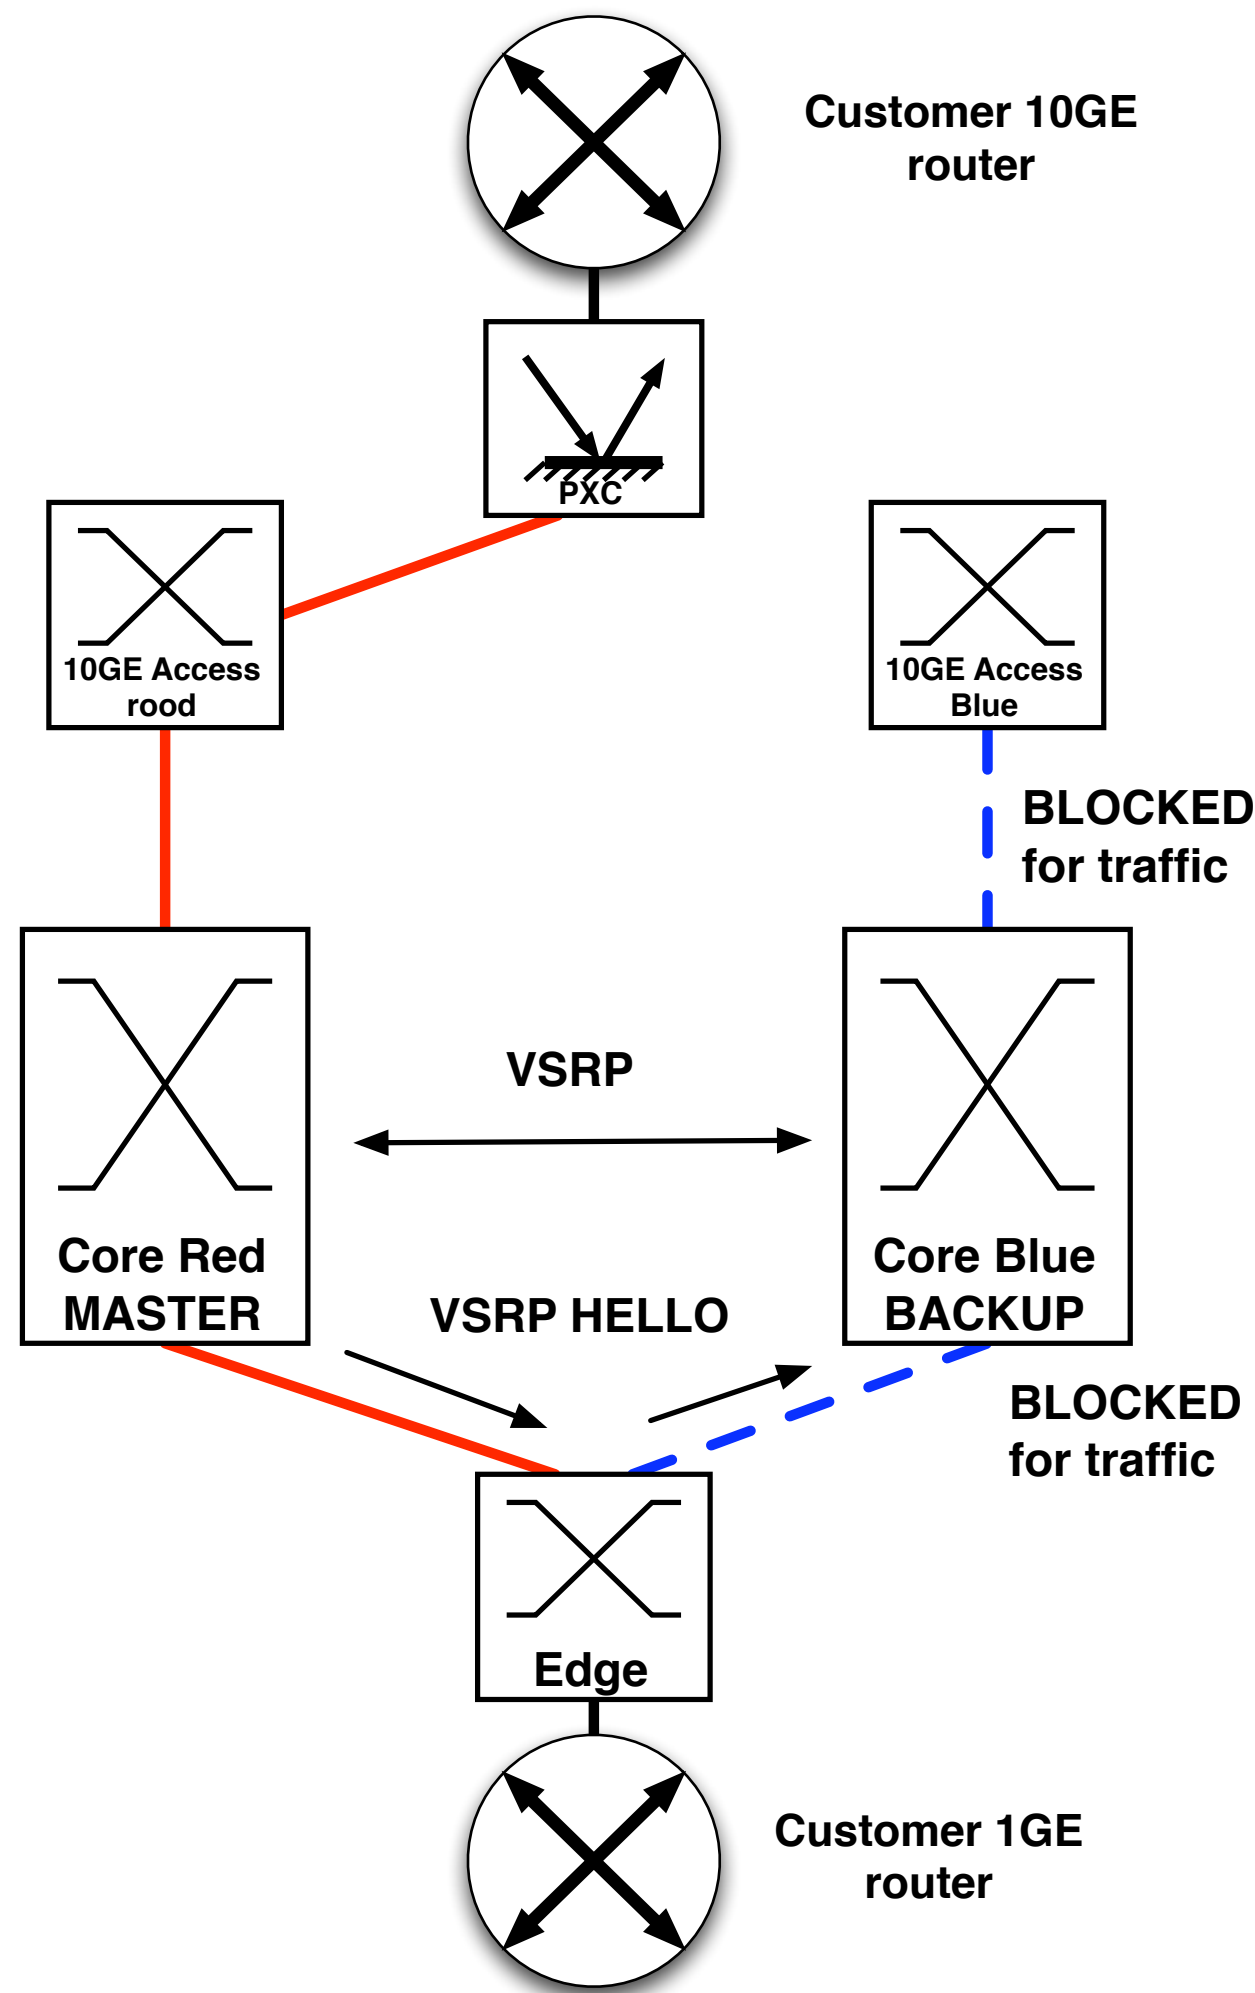 Customer 10GE
router
PXC
10GE Access
rood
10GE Access
Blue
BLOCKED
for traffic
VSRP
Core Red
MASTER
Core Blue
BACKUP
VSRP HELLO
BLOCKED
for traffic
Edge
Customer 1GE
router